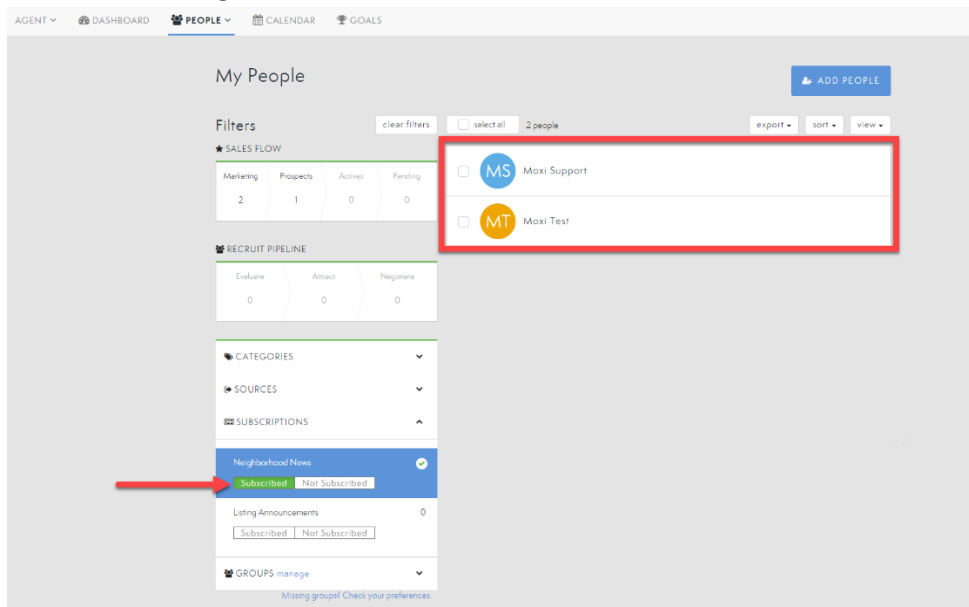 AGENT DASHBOARD PEOPLE CALENDAR GOALS
My People
ADD PEOPLE
Filters clear filters
select all 2 people export sort view
SALES FLOW
Marketing Prospects Actives Pending
2 1 0 0
MS Moxi Support
MT Moxi Test
RECRUIT PIPELINE
Evaluate Attract Negotiate
0 0 0
CATEGORIES
SOURCES
SUBSCRIPTIONS
Neighborhood News
Subscribed Not Subscribed
Listing Announcements 0
Subscribed Not Subscribed
GROUPS manage
Missing groups? Check your preferences.